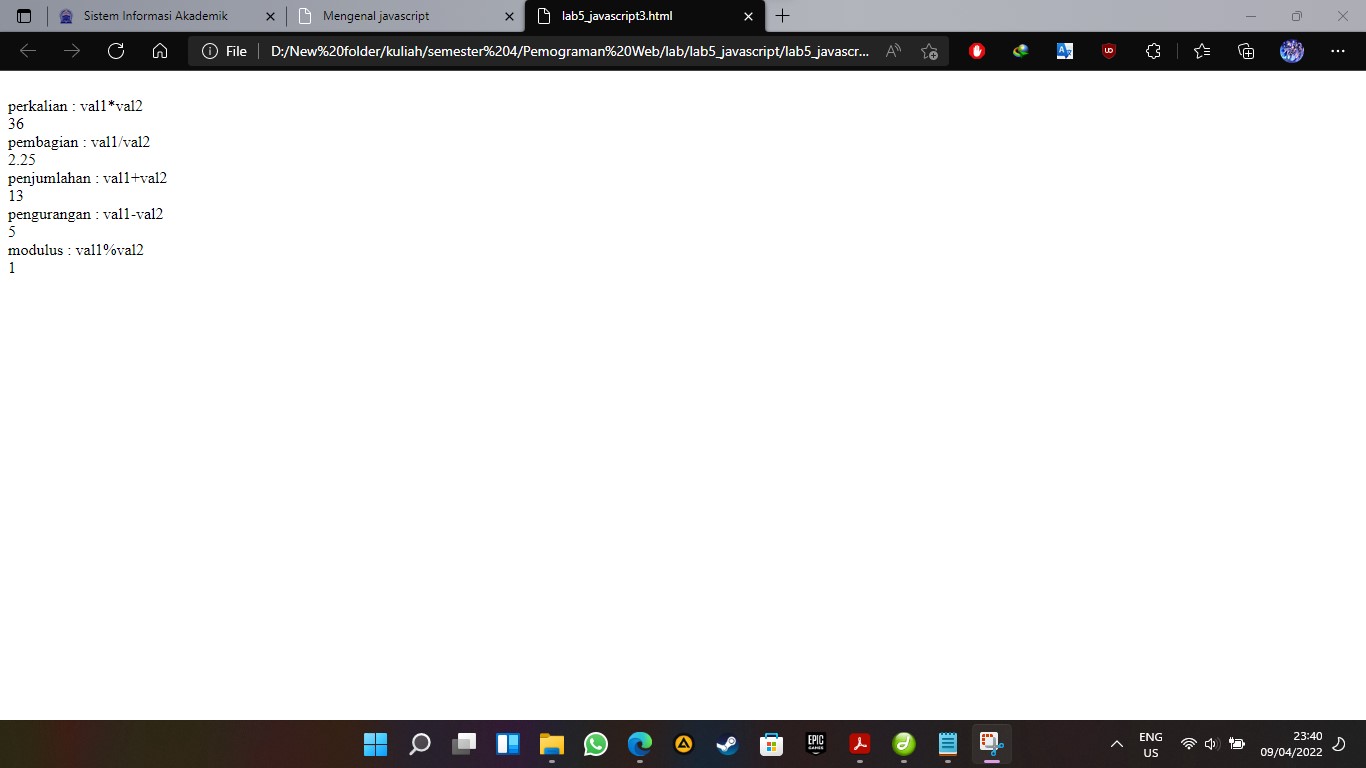 Sistem Informasi Akademik
Mengenal javascript
lab5_javascript3.html
File
D:/New%20folder/kuliah/semester%204/Pemograman%20Web/lab/lab5_javascript/lab5_javascr...
perkalian : val1*val2
36
pembagian : val1/val2
2.25
penjumlahan : val1+val2
13
pengurangan : val1-val2
5
modulus : val1%val2
1
EPIC
GAMES
ENG
US
23:40
09/04/2022